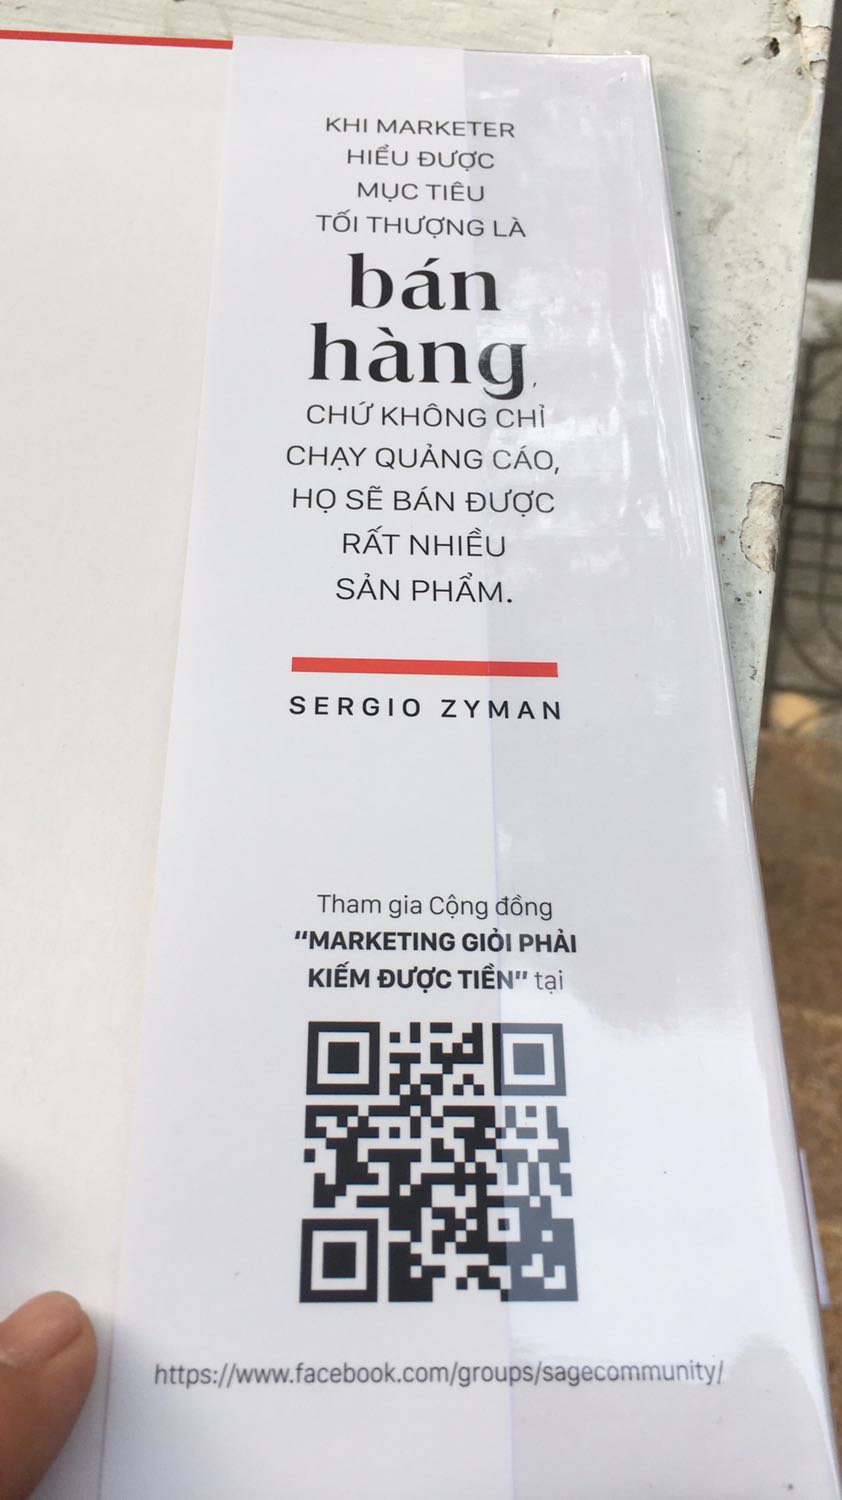 KHI MARKETER
HIỂU ĐƯỢC
MỤC TIÊU
TỐI THƯỢNG LÀ
bán
hàng,
CHỨ KHÔNG CHỈ
CHẠY QUẢNG CÁO,
HỌ SẼ BÁN ĐƯỢC
RẤT NHIỀU
SẢN PHẨM.
SERGIO ZYMAN
Tham gia Cộng đồng
“MARKETING GIỎI PHẢI
KIẾM ĐƯỢC TIỀN” tại
https://www.facebook.com/groups/sagecommunity/